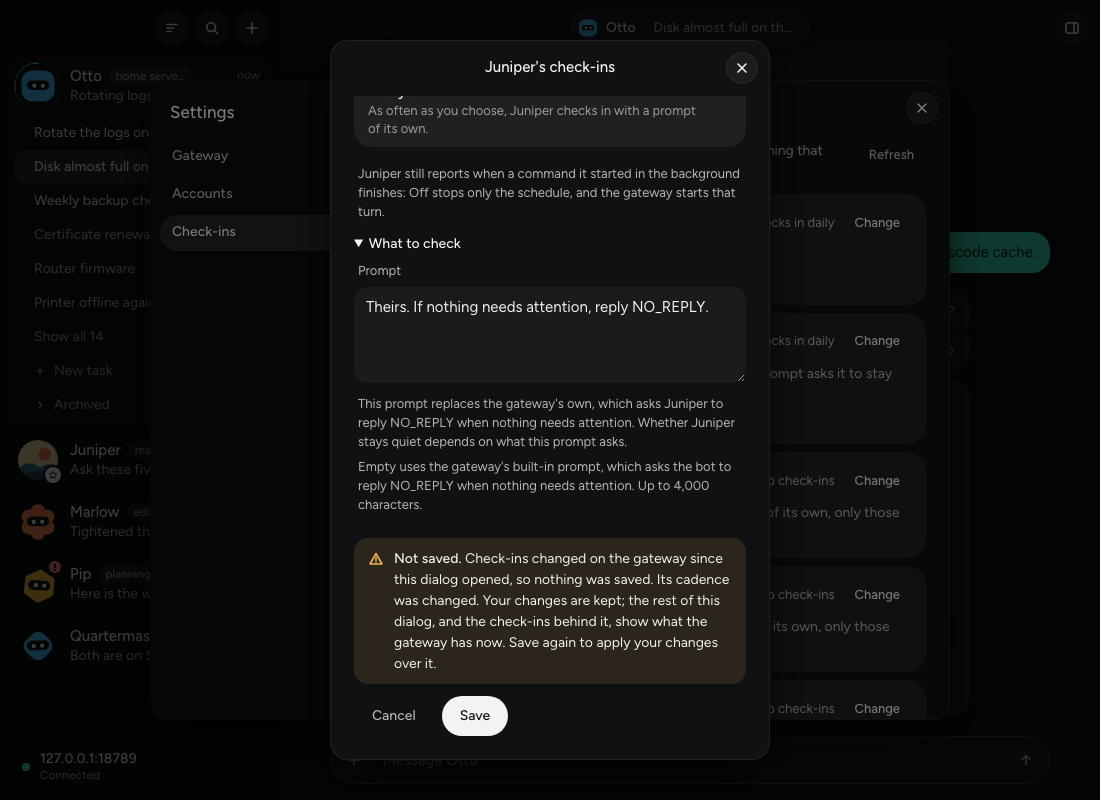 Otto · Disk almost full on th...
Otto home serve... now
Rotating logs
Rotate the logs on
Disk almost full on
Weekly backup che
Certificate renewa
Router firmware
Printer offline again
Show all 14
New task
Archived
Juniper res
Ask these five
Marlow edi
Tightened th
Pip planning
Here is the w
Quartermas
Both are on S
127.0.0.1:18789
Connected
Settings
Gateway
Accounts
Check-ins
Juniper's check-ins
As often as you choose, Juniper checks in with a prompt
of its own.
Juniper still reports when a command it started in the background
finishes: Off stops only the schedule, and the gateway starts that
turn.
What to check
Prompt
Theirs. If nothing needs attention, reply NO_REPLY.
This prompt replaces the gateway's own, which asks Juniper to
reply NO_REPLY when nothing needs attention. Whether Juniper
stays quiet depends on what this prompt asks.
Empty uses the gateway's built-in prompt, which asks the bot to
reply NO_REPLY when nothing needs attention. Up to 4,000
characters.
Not saved. Check-ins changed on the gateway since
this dialog opened, so nothing was saved. Its cadence
was changed. Your changes are kept; the rest of this
dialog, and the check-ins behind it, show what the
gateway has now. Save again to apply your changes
over it.
Cancel
Save
ning that
Refresh
cks in daily Change
scode cache.
cks in daily Change
ompt asks it to stay
o check-ins Change
of its own, only those
o check-ins Change
its own, only those
o check-ins Change
Message Otto